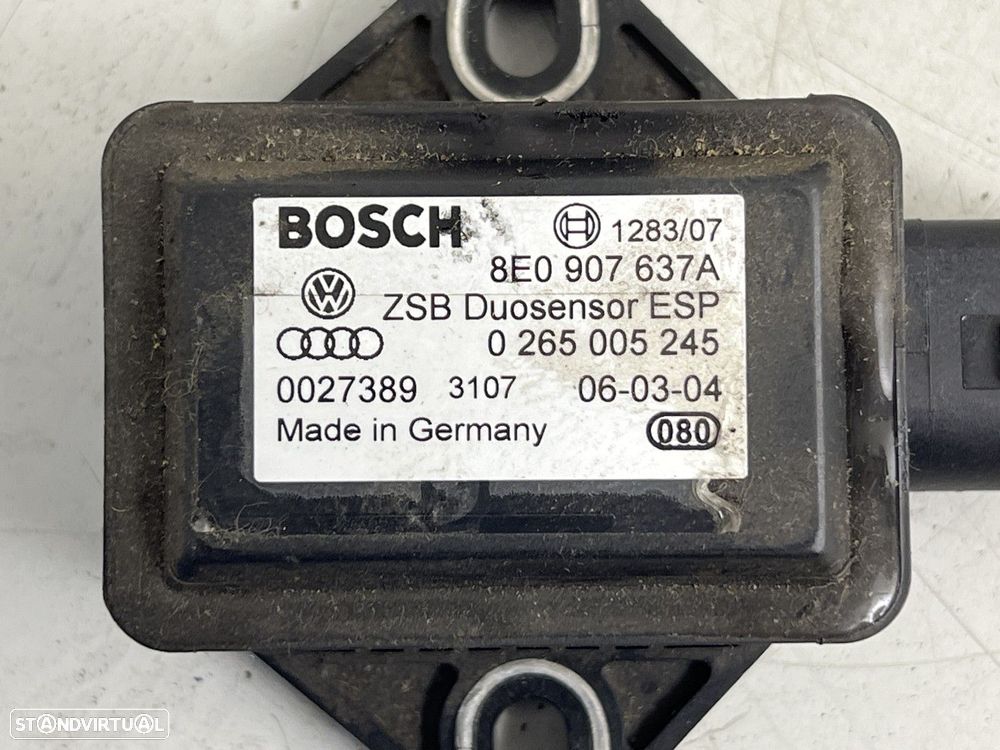 BOSCH 1283/07
8E0 907 637A
ZSB Duosensor ESP
0 265 005 245
0027389 3107 06-03-04
Made in Germany 080
STANDVIRTUAL